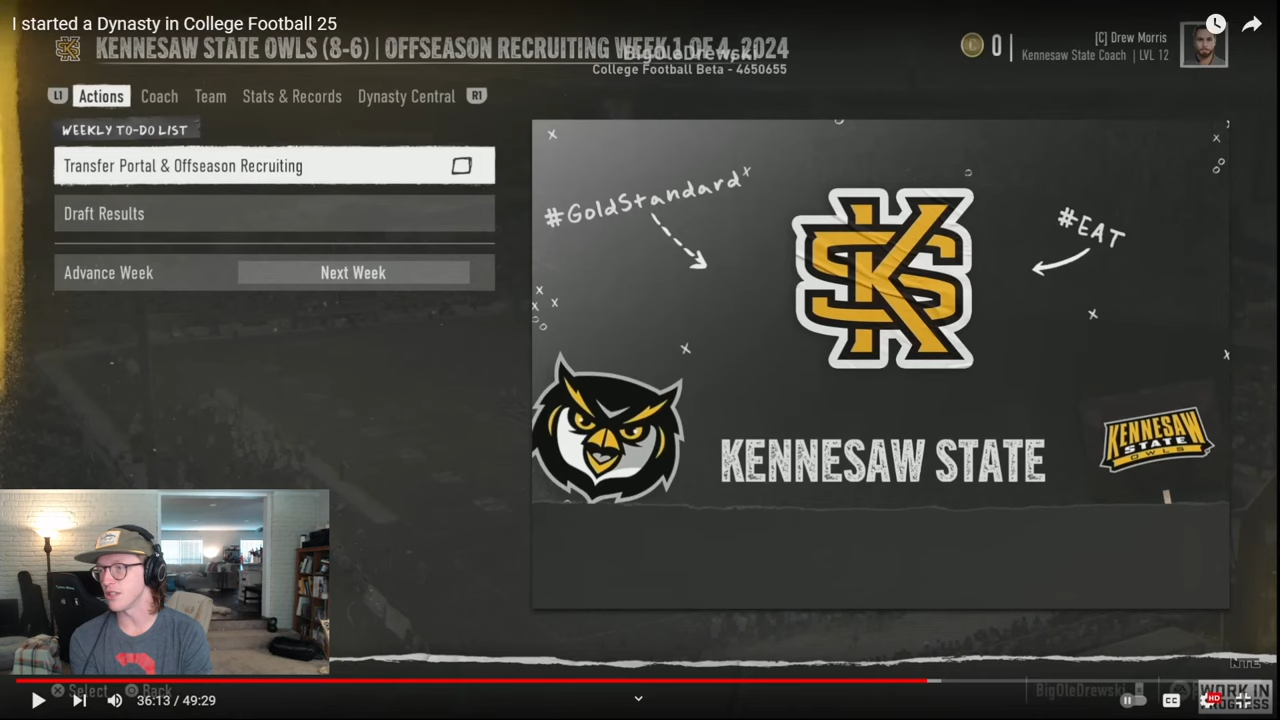 I started a Dynasty in College Football 25
KENNESAW STATE OWLS (8-6) | OFFSEASON RECRUITING WEEK 1 OF 4, 2024
BigOleDrewski
College Football Beta - 4650655
C 0
[C] Drew Morris
Kennesaw State Coach | LVL 12
L1 Actions Coach Team Stats & Records Dynasty Central R1
WEEKLY TO-DO LIST
Transfer Portal & Offseason Recruiting
Draft Results
Advance Week Next Week
#GoldStandard
#EAT
KS
KENNESAW STATE
KENNESAW
STATE
OWLS
Select Back
36:13 / 49:29
NTE
BigOleDrewski
WORK IN
PROGRESS
CC
HD